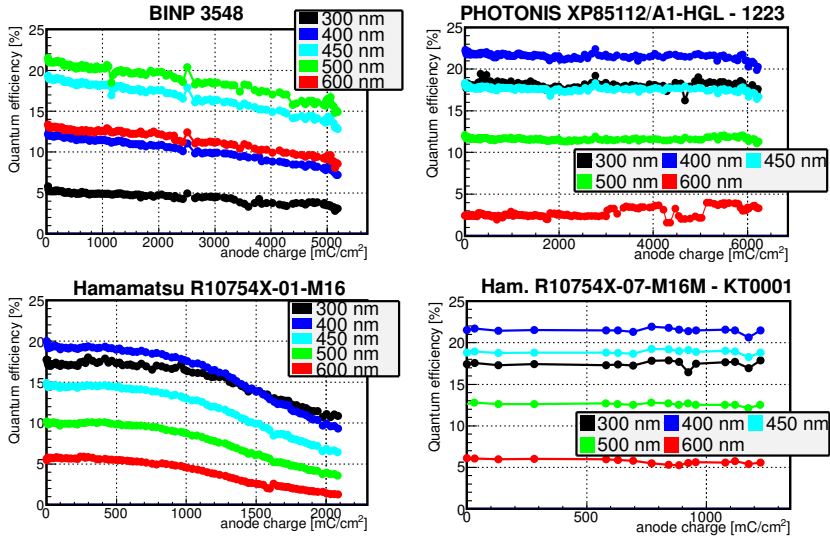 BINP 3548
Quantum efficiency [%]
25
20
15
10
5
0
0 1000 2000 3000 4000 5000
anode charge [mC/cm²]
300 nm
400 nm
450 nm
500 nm
600 nm
PHOTONIS XP85112/A1-HGL - 1223
Quantum efficiency [%]
25
20
15
10
5
0
0 2000 4000 6000
anode charge [mC/cm²]
300 nm 400 nm 450 nm
500 nm 600 nm
Hamamatsu R10754X-01-M16
Quantum efficiency [%]
25
20
15
10
5
0
0 500 1000 1500 2000
anode charge [mC/cm²]
300 nm
400 nm
450 nm
500 nm
600 nm
Ham. R10754X-07-M16M - KT0001
Quantum efficiency [%]
25
20
15
10
5
0
0 500 1000
anode charge [mC/cm²]
300 nm 400 nm 450 nm
500 nm 600 nm